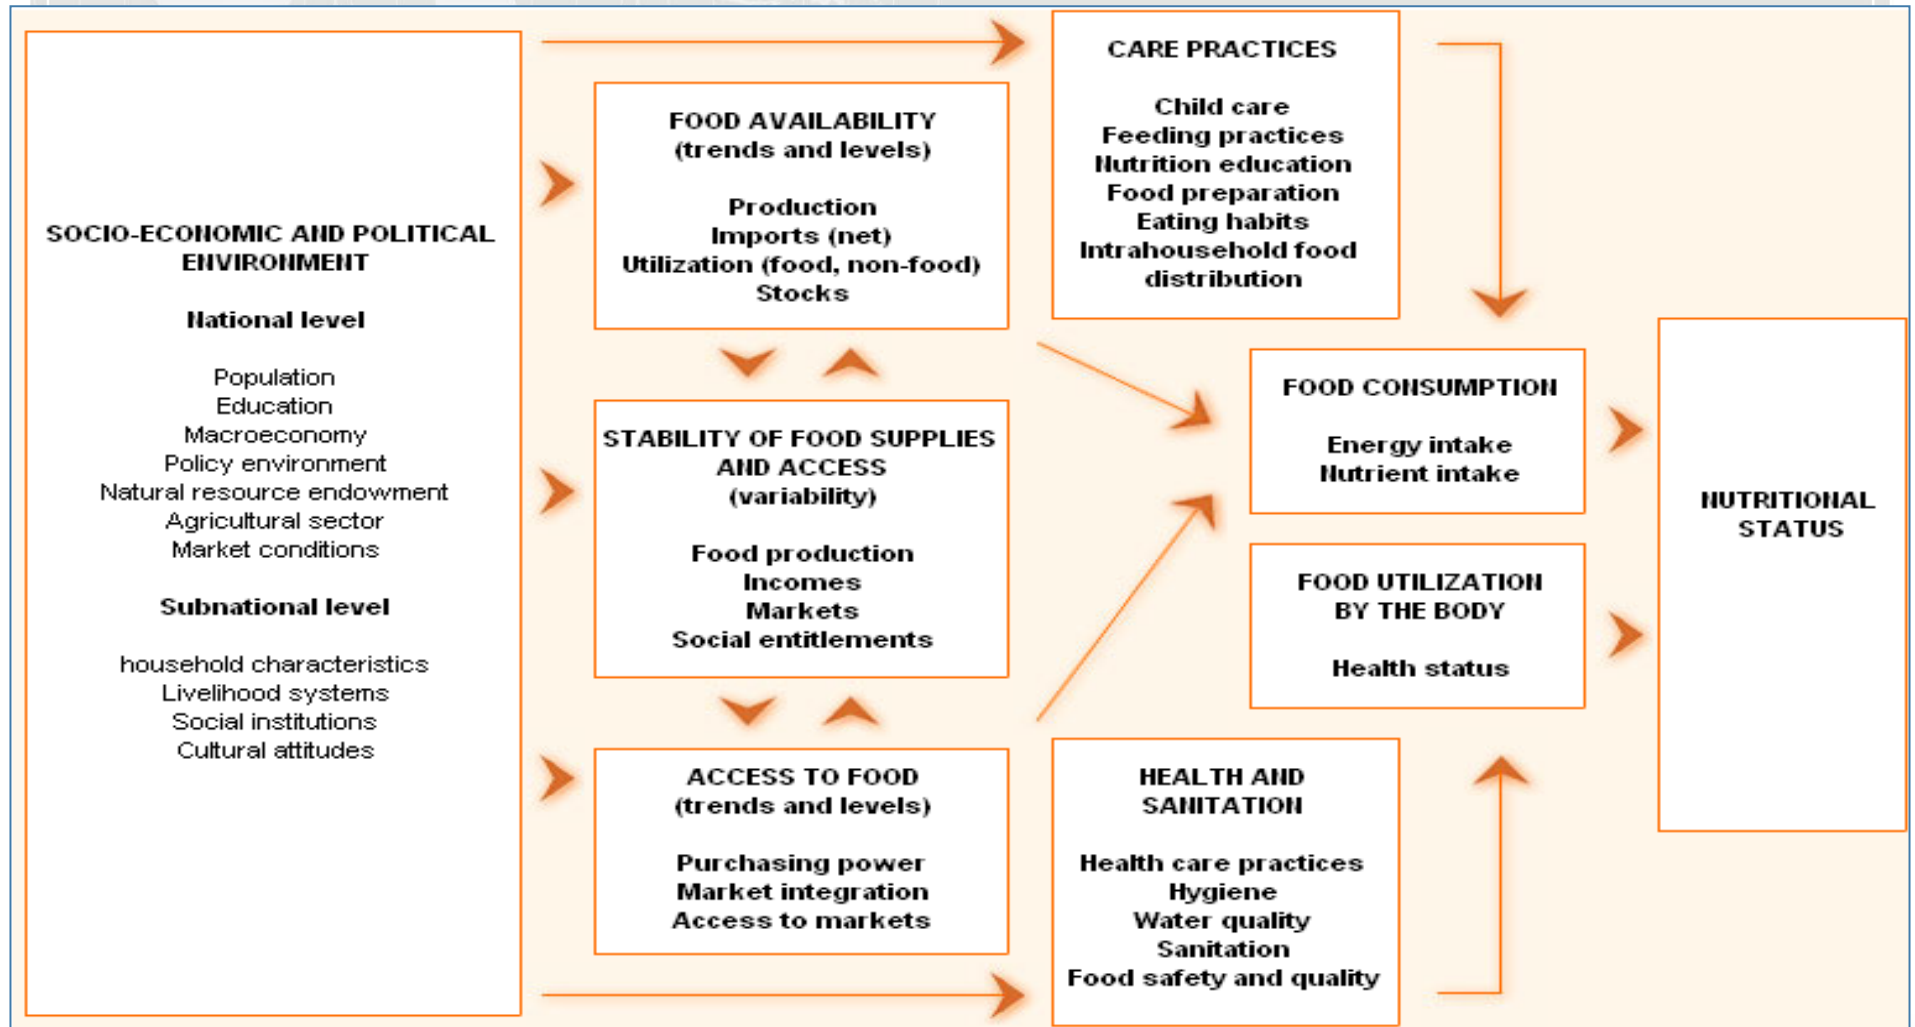 SOCIO-ECONOMIC AND POLITICAL
ENVIRONMENT
National level
Population
Education
Macroeconomy
Policy environment
Natural resource endowment
Agricultural sector
Market conditions
Subnational level
household characteristics
Livelihood systems
Social institutions
Cultural attitudes
FOOD AVAILABILITY
(trends and levels)
Production
Imports (net)
Utilization (food, non-food)
Stocks
STABILITY OF FOOD SUPPLIES
AND ACCESS
(variability)
Food production
Incomes
Markets
Social entitlements
ACCESS TO FOOD
(trends and levels)
Purchasing power
Market integration
Access to markets
CARE PRACTICES
Child care
Feeding practices
Nutrition education
Food preparation
Eating habits
Intrahousehold food
distribution
FOOD CONSUMPTION
Energy intake
Nutrient intake
FOOD UTILIZATION
BY THE BODY
Health status
HEALTH AND
SANITATION
Health care practices
Hygiene
Water quality
Sanitation
Food safety and quality
NUTRITIONAL
STATUS